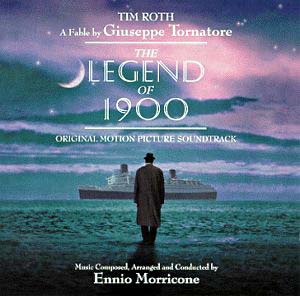 TIM ROTH
A Fable by Giuseppe Tornatore
THE
LEGEND
OF
1900
ORIGINAL MOTION PICTURE SOUNDTRACK
Music Composed, Arranged and Conducted by
Ennio Morricone